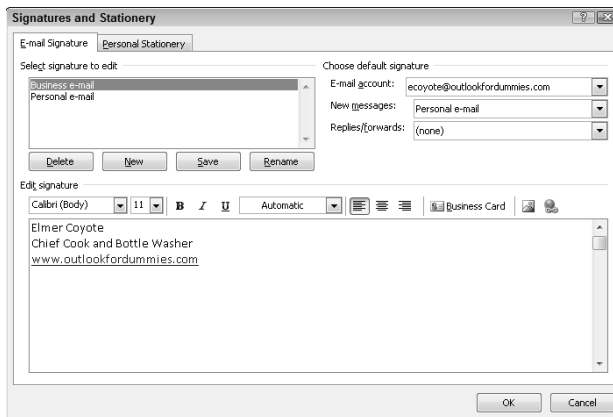 Signatures and Stationery
E-mail Signature Personal Stationery
Select signature to edit Choose default signature
Business e-mail
Personal e-mail
E-mail account: ecoyote@outlookfordummies.com
New messages: Personal e-mail
Replies/forwards: (none)
Delete New Save Rename
Edit signature
Calibri (Body) 11 B I U Automatic Business Card
Elmer Coyote
Chief Cook and Bottle Washer
www.outlookfordummies.com
OK Cancel